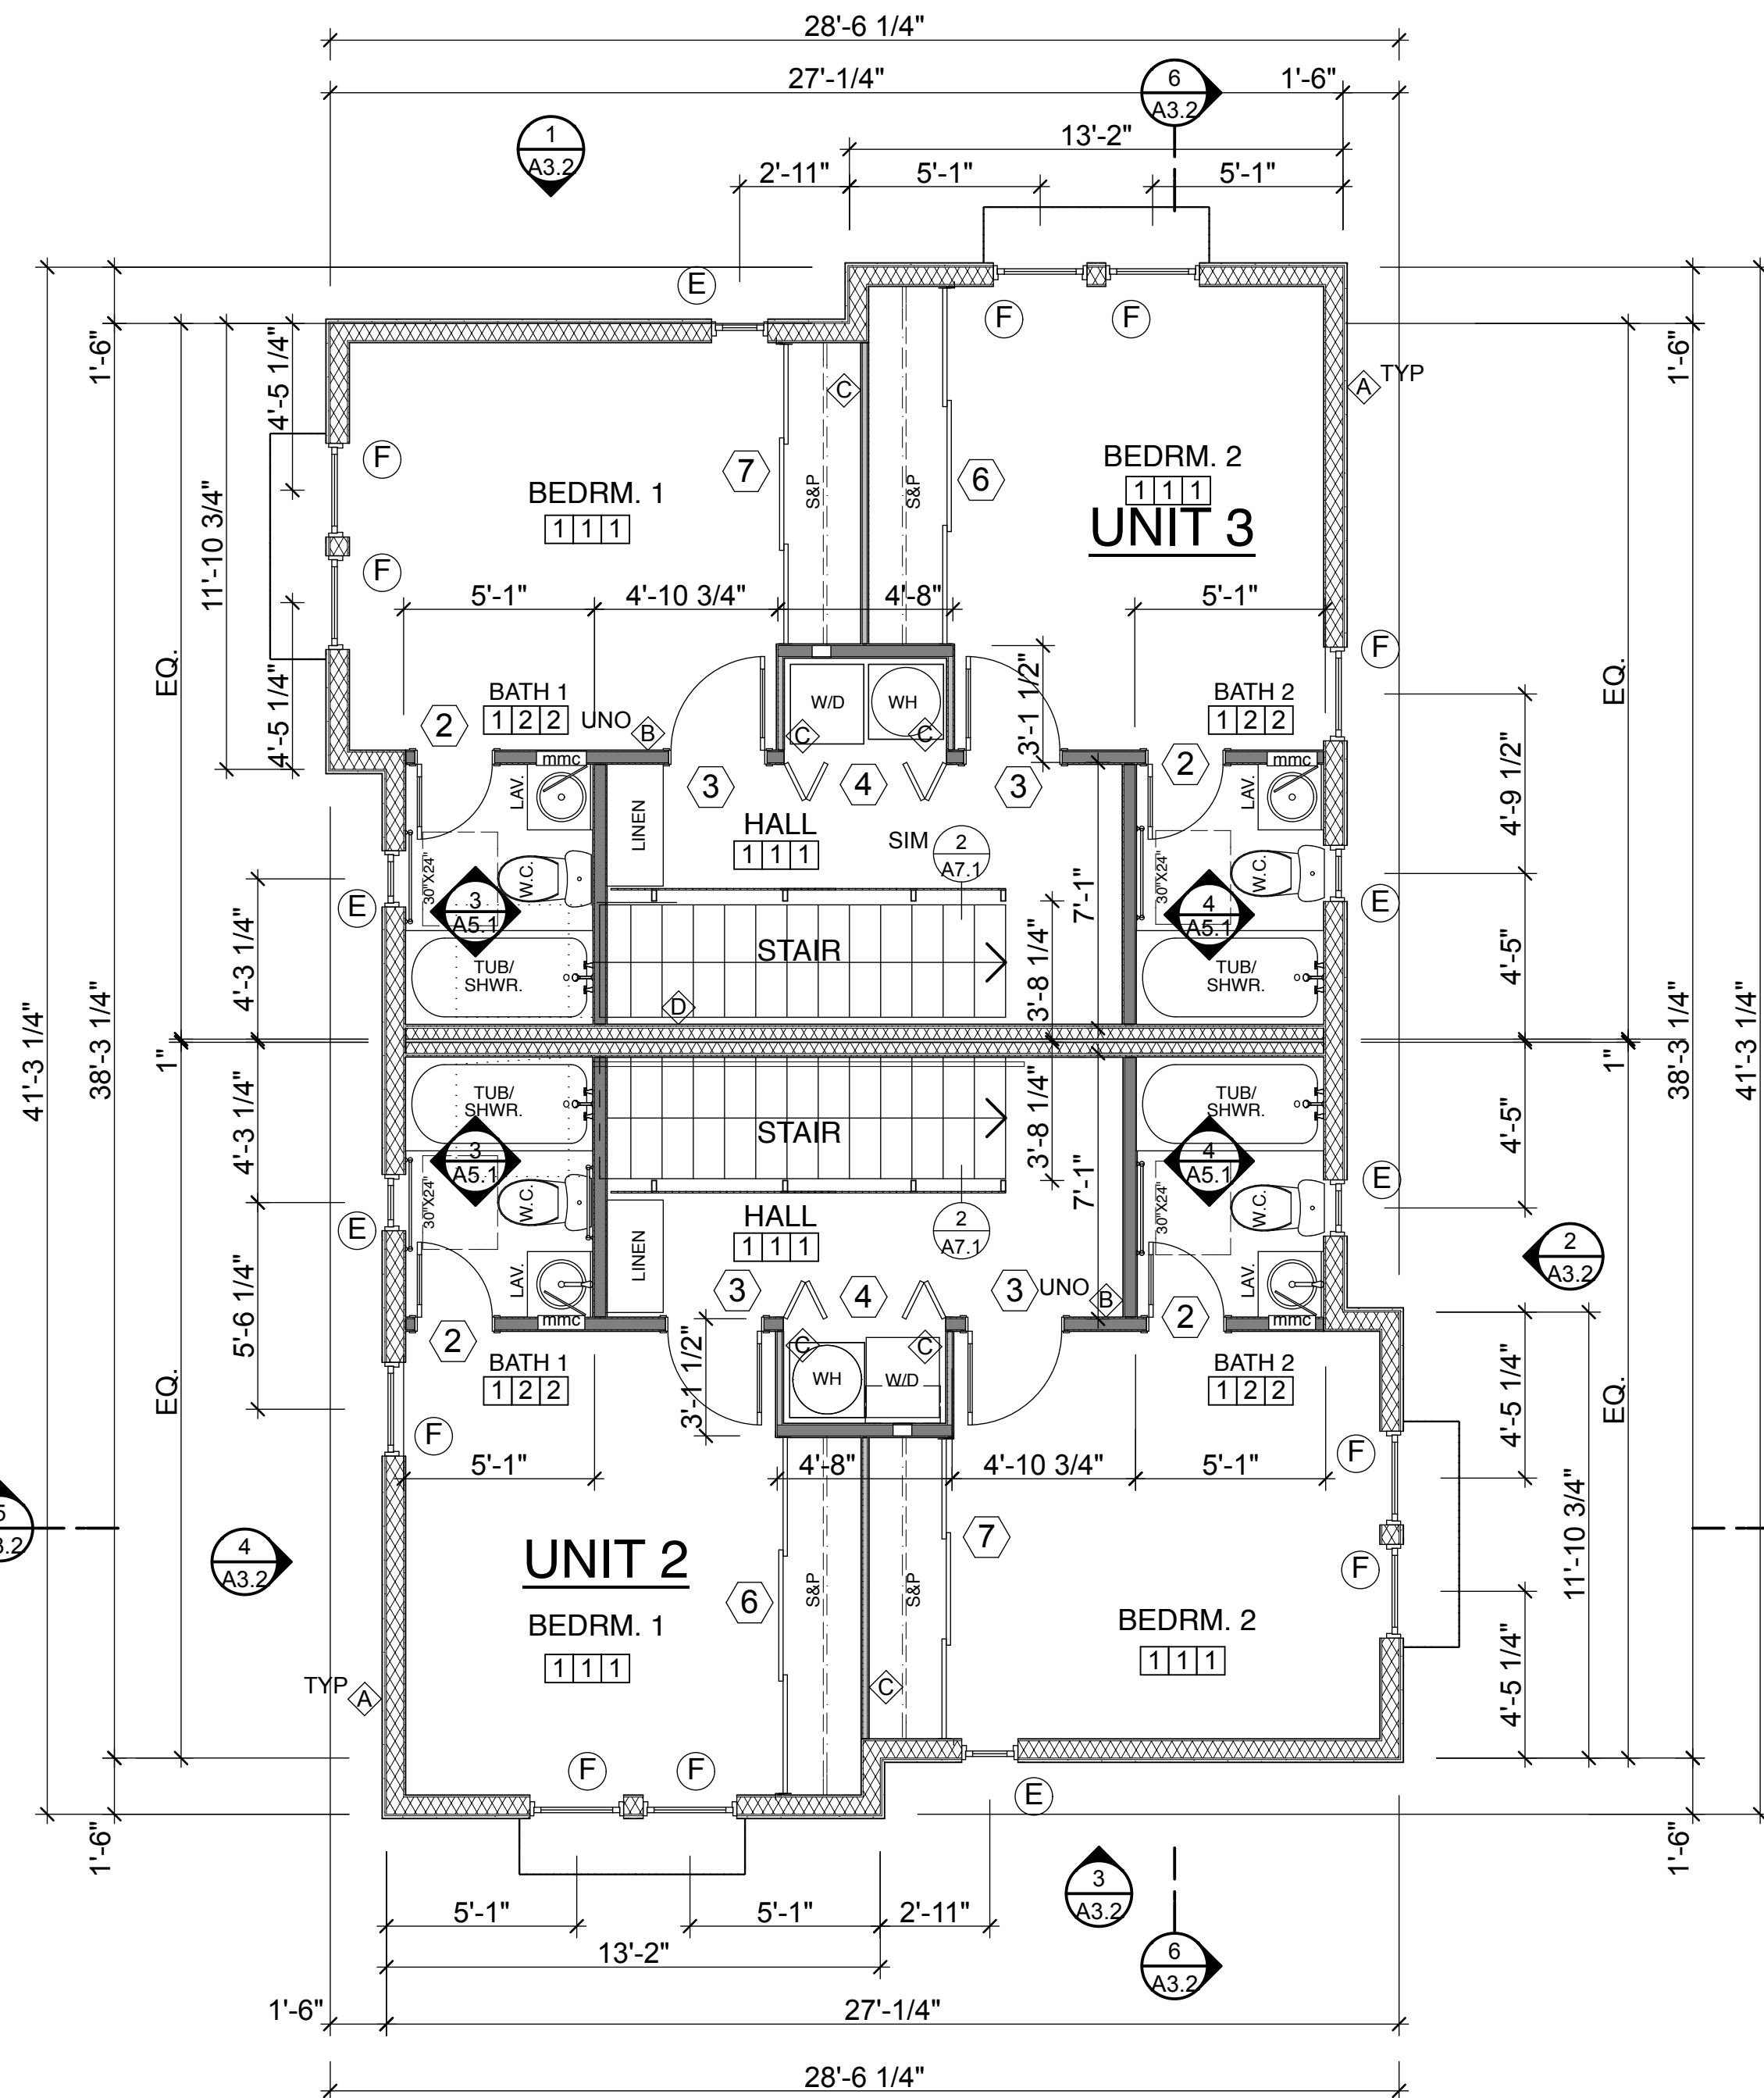 28'-6 1/4"
27'-1/4"
6
A3.2
1'-6"
1
A3.2
13'-2"
2'-11"
5'-1"
5'-1"
E
F
F
1'-6"
4'-5 1/4"
1'-6"
C
A
TYP
F
7
6
BEDRM. 2
1 1 1
BEDRM. 1
1 1 1
S&P
S&P
UNIT 3
11'-10 3/4"
F
5'-1"
4'-10 3/4"
4'-8"
5'-1"
EQ.
EQ.
4'-5 1/4"
F
BATH 1
1 2 2
UNO
B
2
W/D
WH
C
C
3'-1 1/2"
BATH 2
1 2 2
mmc
2
mmc
3
4
3
LAV.
LAV.
LINEN
HALL
1 1 1
SIM
2
A7.1
4'-9 1/2"
30"X24"
W.C.
30"X24"
W.C.
E
3
A5.1
7'-1"
4
A5.1
E
4'-3 1/4"
STAIR
3'-8 1/4"
4'-5"
TUB/
SHWR.
TUB/
SHWR.
D
41'-3 1/4"
38'-3 1/4"
1"
1"
38'-3 1/4"
41'-3 1/4"
4'-3 1/4"
TUB/
SHWR.
STAIR
3'-8 1/4"
TUB/
SHWR.
4'-5"
3
A5.1
4
A5.1
E
30"X24"
W.C.
7'-1"
30"X24"
W.C.
E
HALL
1 1 1
2
A7.1
2
A3.2
LINEN
LAV.
LAV.
5'-6 1/4"
3
4
3
UNO
B
mmc
2
2
mmc
BATH 1
1 2 2
3'-1 1/2"
C
C
WH
W/D
BATH 2
1 2 2
EQ.
4'-5 1/4"
EQ.
F
F
5'-1"
4'-8"
4'-10 3/4"
5'-1"
5
3.2
4
A3.2
UNIT 2
7
F
11'-10 3/4"
BEDRM. 1
1 1 1
6
S&P
S&P
BEDRM. 2
1 1 1
TYP
A
C
4'-5 1/4"
F
F
E
1'-6"
1'-6"
3
A3.2
5'-1"
5'-1"
2'-11"
13'-2"
6
A3.2
1'-6"
27'-1/4"
28'-6 1/4"